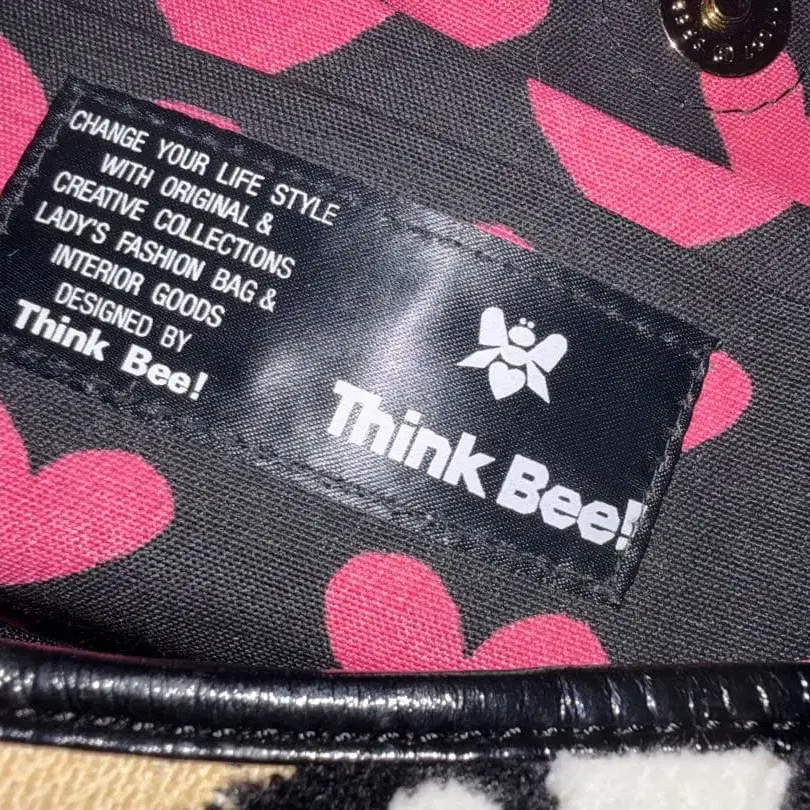 CHANGE YOUR LIFE STYLE
WITH ORIGINAL &
CREATIVE COLLECTIONS
LADY'S FASHION BAG &
INTERIOR GOODS
DESIGNED BY
Think Bee!
Think Bee!